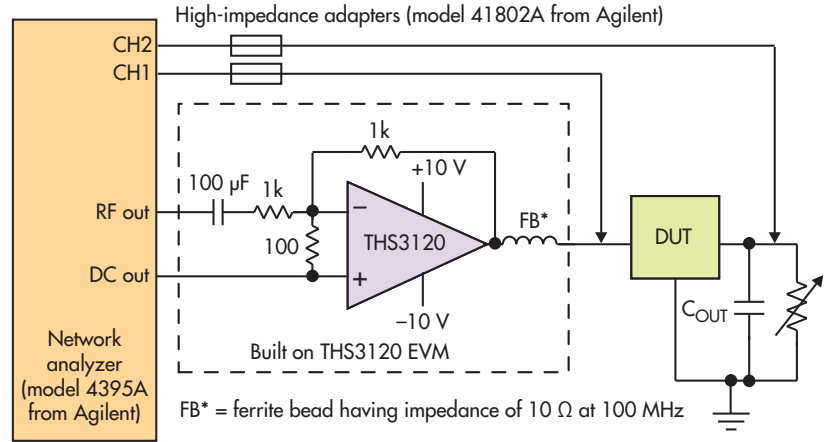 High-impedance adapters (model 41802A from Agilent)
CH2
CH1
1k
+10 V
100 µF
1k
RF out
−
FB*
100
THS3120
DUT
DC out
+
COUT
–10 V
Network
analyzer
(model 4395A
from Agilent)
Built on THS3120 EVM
FB* = ferrite bead having impedance of 10 Ω at 100 MHz